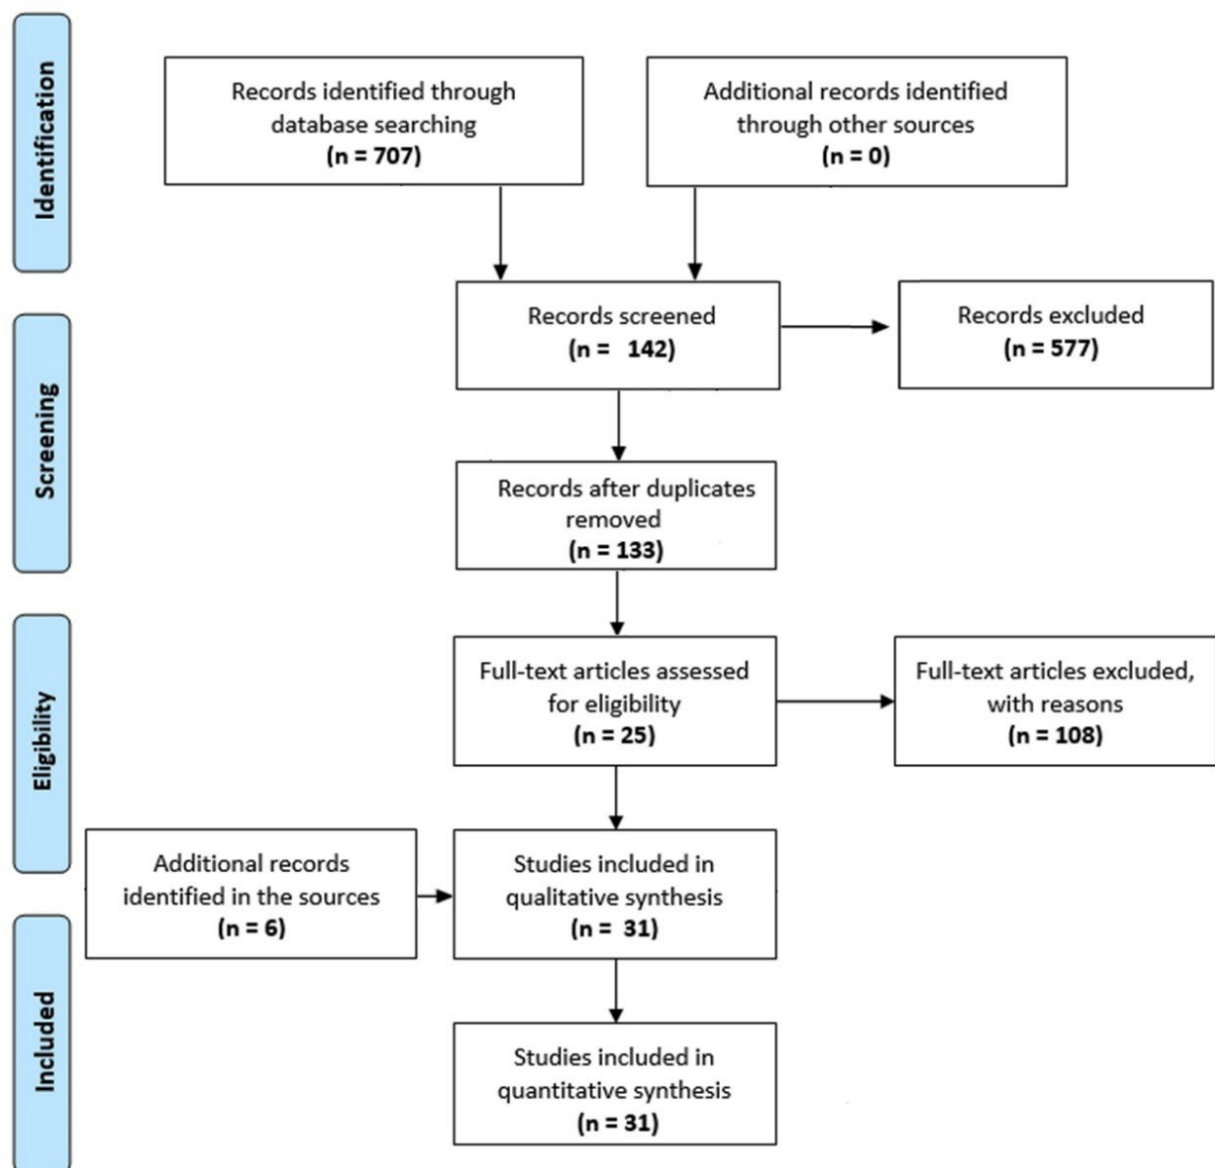 Identification
Records identified through
database searching
(n = 707)
Additional records identified
through other sources
(n = 0)
Screening
Records screened
(n = 142)
Records excluded
(n = 577)
Records after duplicates
removed
(n = 133)
Eligibility
Full-text articles assessed
for eligibility
(n = 25)
Full-text articles excluded,
with reasons
(n = 108)
Additional records
identified in the sources
(n = 6)
Studies included in
qualitative synthesis
(n = 31)
Included
Studies included in
quantitative synthesis
(n = 31)